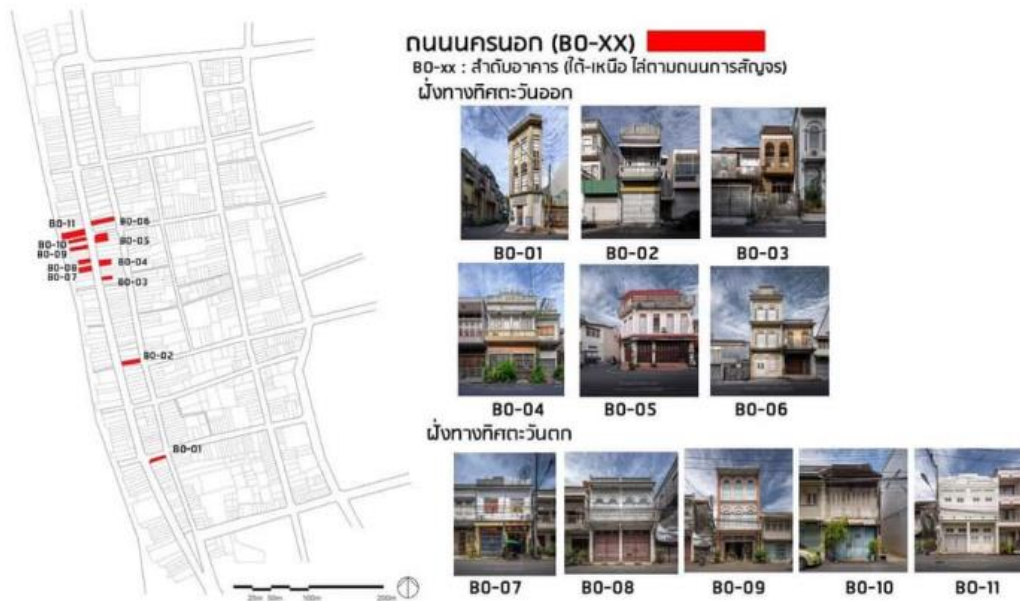 ถนนนครนอก (BO-XX)
BO-xx : ลำดับอาคาร (ใต้-เหนือ ไล่ตามถนนการสัญจร)
ฝั่งทางทิศตะวันออก
BO-01 BO-02 BO-03
BO-04 BO-05 BO-06
ฝั่งทางทิศตะวันตก
BO-07 BO-08 BO-09 BO-10 BO-11
BO-11 BO-06
BO-10 BO-05
BO-09
BO-08 BO-04
BO-07 BO-03
BO-02
BO-01
25m 50m 100m 200m